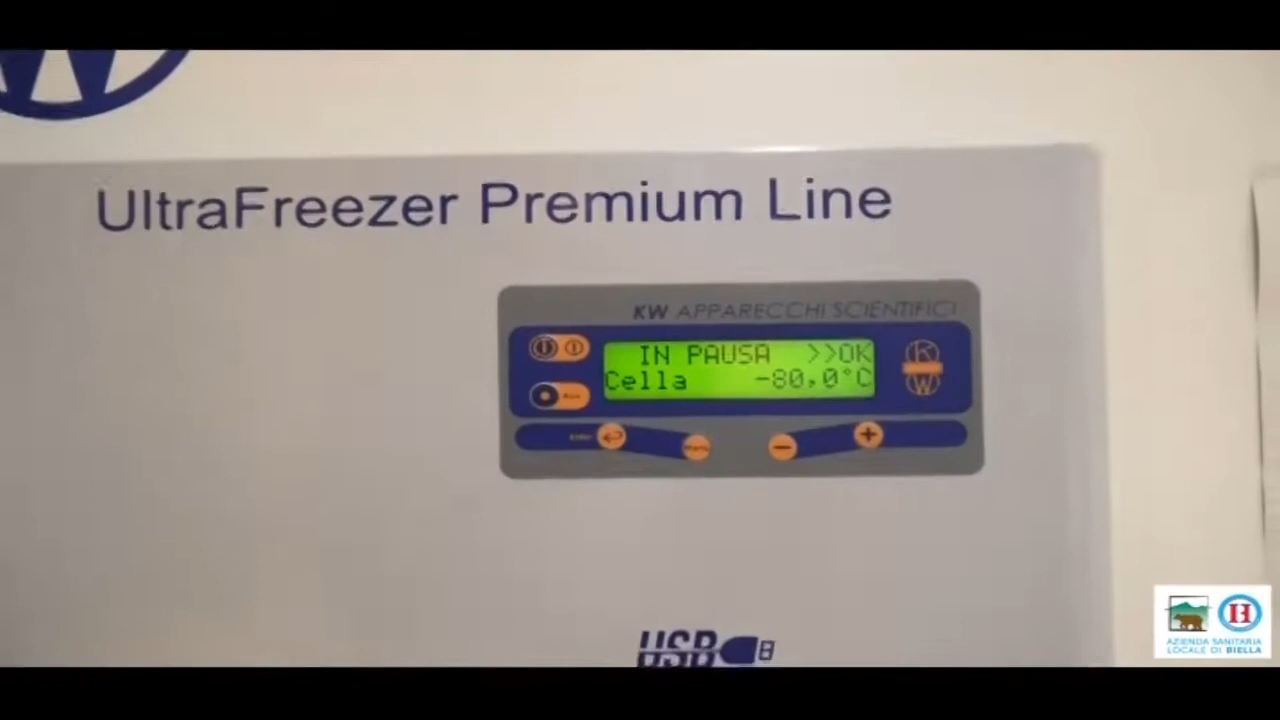 W
UltraFreezer Premium Line
KW APPARECCHI SCIENTIFICI
IN PAUSA >>OK
Cella -80,0°C
K
W
USB
H
AZIENDA SANITARIA
LOCALE DI BIELLA